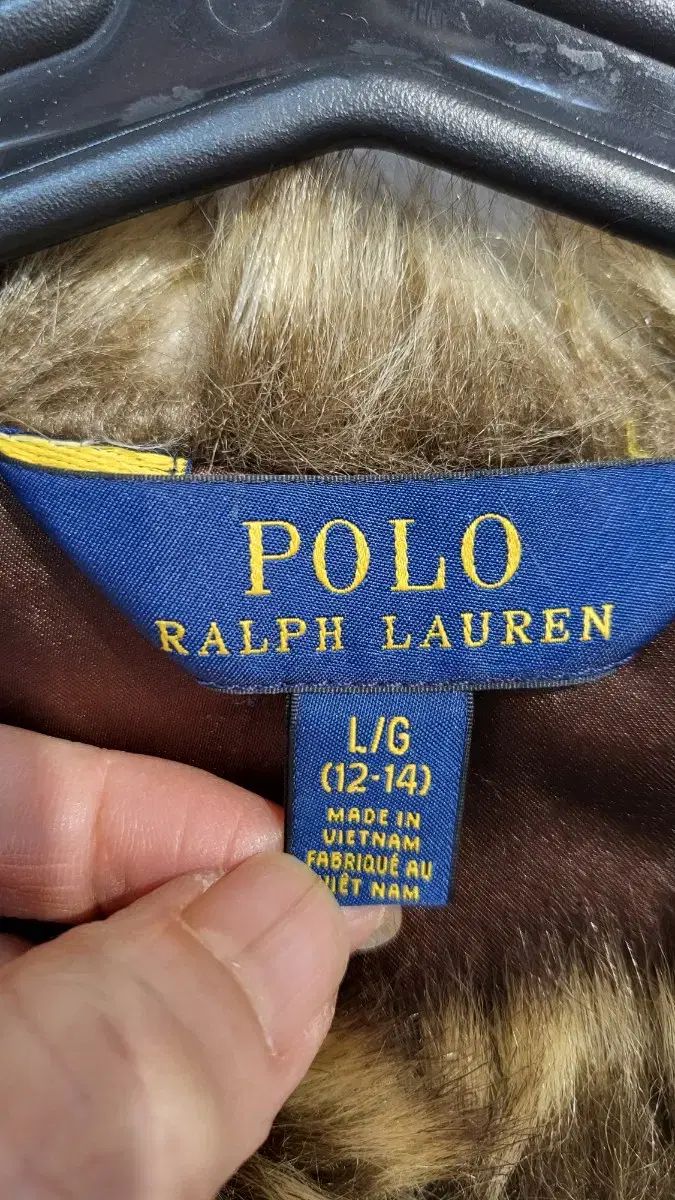 POLO
RALPH LAUREN
L/G
(12-14)
MADE IN
VIETNAM
FABRIQUÉ AU
VIÊT NAM